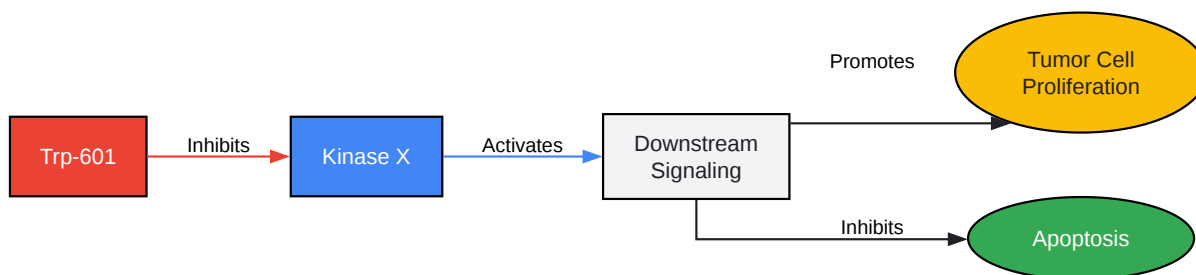 Trp-601
Inhibits
Kinase X
Activates
Downstream
Signaling
Promotes
Tumor Cell
Proliferation
Inhibits
Apoptosis